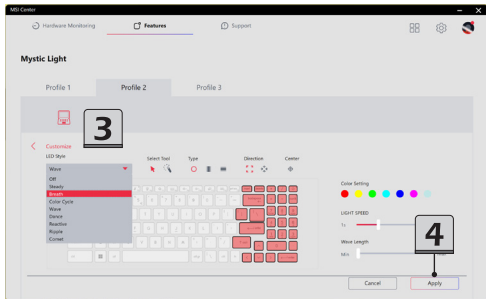 MSI Center
Hardware Monitoring
Features
Support
Mystic Light
Profile 1
Profile 2
Profile 3
3
Customize
LED Style
Select Tool
Type
Direction
Center
Wave
Off
Steady
Breath
Color Cycle
Wave
Dance
Reactive
Ripple
Comet
Color Setting
LIGHT SPEED
1x
Wave Length
Min
4
Cancel
Apply